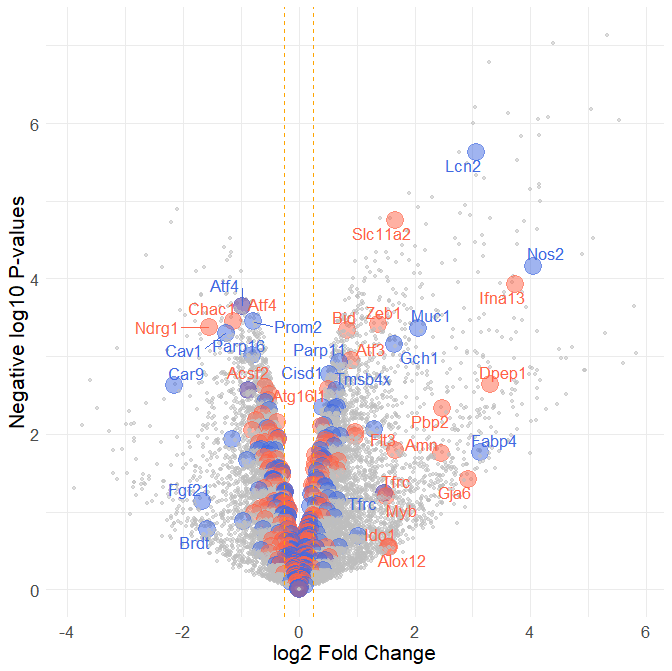 Negative log10 P-values
6
4
2
0
Lcn2
Slc11a2
Nos2
Ifna13
Atf4
Chac1
Atf4
Bid
Zeb1
Muc1
Ndrg1
Prom2
Cav1
Parp16
Parp11
Atf3
Gch1
Car9
Acsf2
Cisd1
Tmsb4x
Dpep1
Atg16l1
Pbp2
Flt3
Amn
Fabp4
Fgf21
Tfrc
Gja6
Tfrc
Myb
Brdt
Ido1
Alox12
-4
-2
0
2
4
6
log2 Fold Change